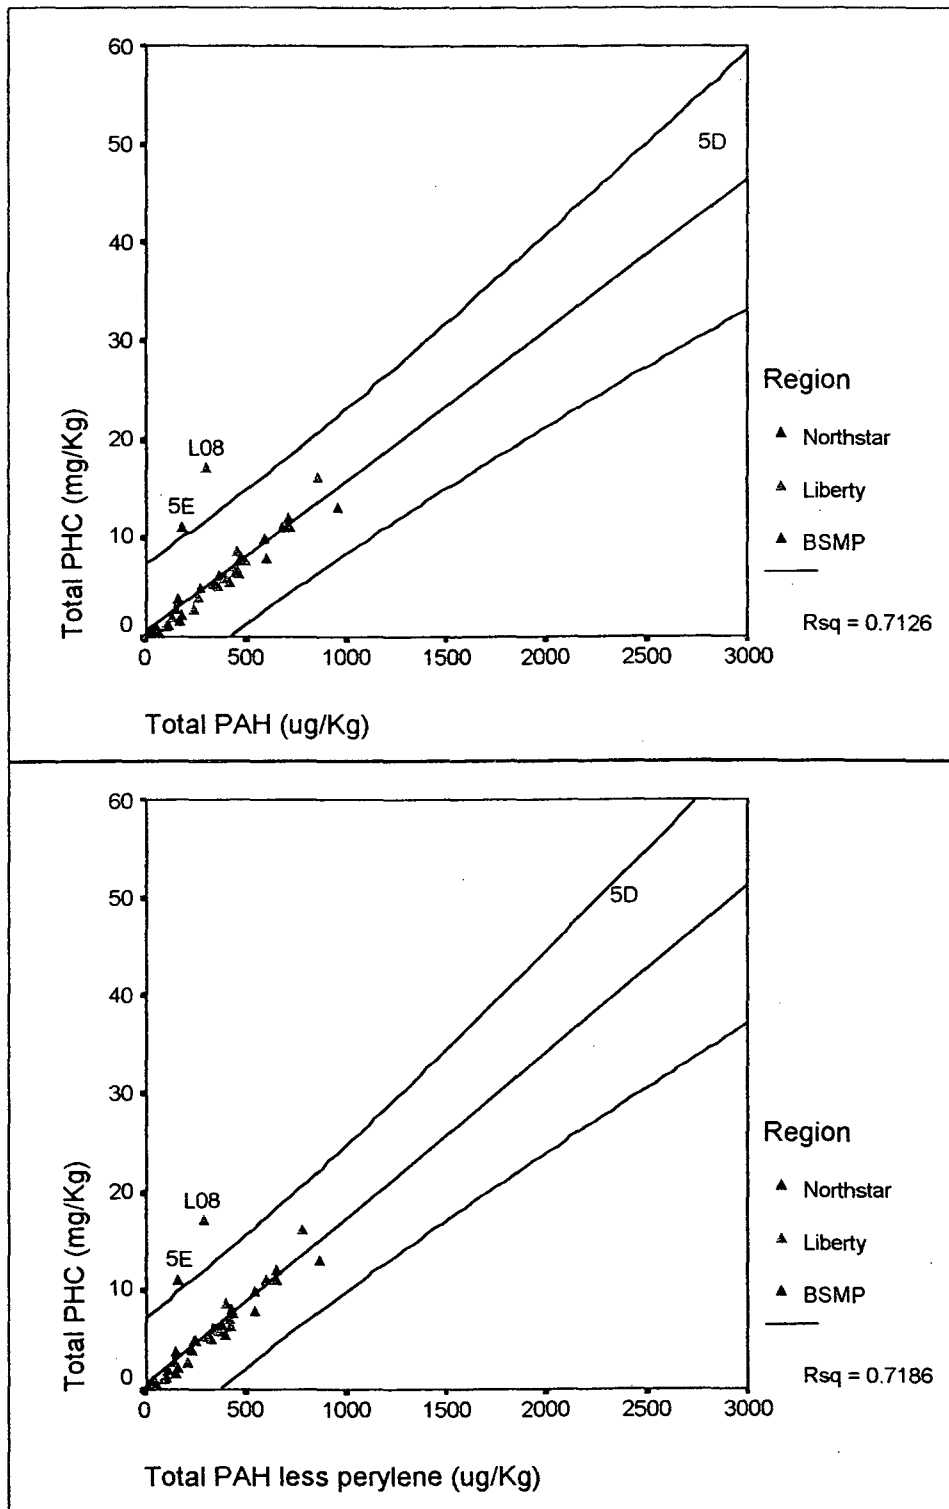 60
50
5D
40
30
Region
20
L08
Northstar
5E
Liberty
10
BSMP
Total PHC (mg/Kg)
0
Rsq = 0.7126
0 500 1000 1500 2000 2500 3000
Total PAH (ug/Kg)
60
50
5D
40
30
Region
20
L08
Northstar
5E
Liberty
10
BSMP
Total PHC (mg/Kg)
0
Rsq = 0.7186
0 500 1000 1500 2000 2500 3000
Total PAH less perylene (ug/Kg)